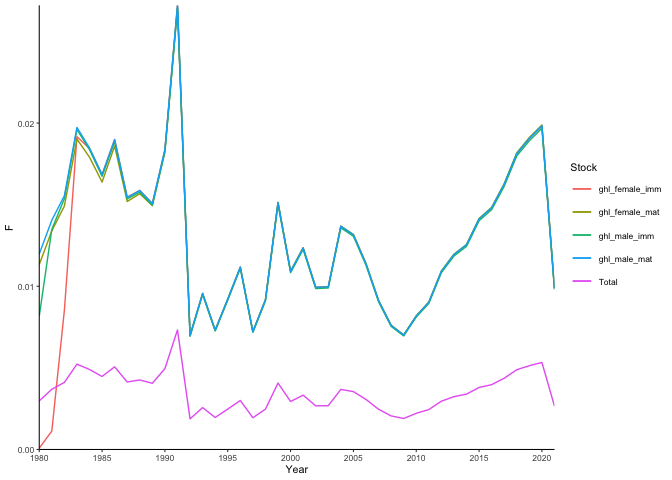 F
0.02
0.01
0.00
1980 1985 1990 1995 2000 2005 2010 2015 2020
Year
Stock
ghl_female_imm
ghl_female_mat
ghl_male_imm
ghl_male_mat
Total